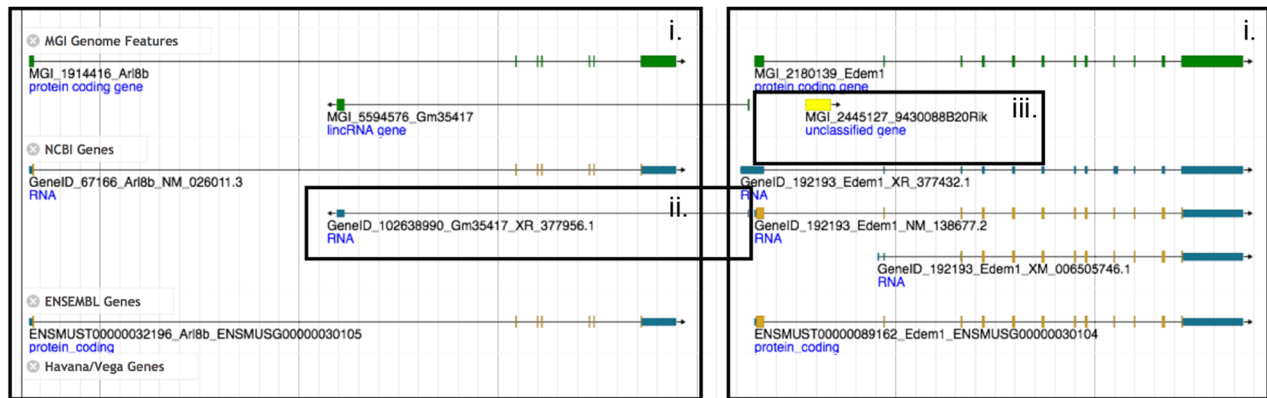 i.
i.
MGI Genome Features
MGI_1914416_Arl8b
protein coding gene
MGI_2180139_Edem1
protein coding gene
MGI_5594576_Gm35417
lincRNA gene
MGI_2445127_9430088B20Rik
unclassified gene
iii.
NCBI Genes
GeneID_67166_Arl8b_NM_026011.3
RNA
GeneID_192193_Edem1_XR_377432.1
RNA
ii.
GeneID_102638990_Gm35417_XR_377956.1
RNA
GeneID_192193_Edem1_NM_138677.2
RNA
GeneID_192193_Edem1_XM_006505746.1
RNA
ENSEMBL Genes
ENSMUST00000032196_Arl8b_ENSMUSG00000030105
protein_coding
ENSMUST00000089162_Edem1_ENSMUSG00000030104
protein_coding
Havana/Vega Genes